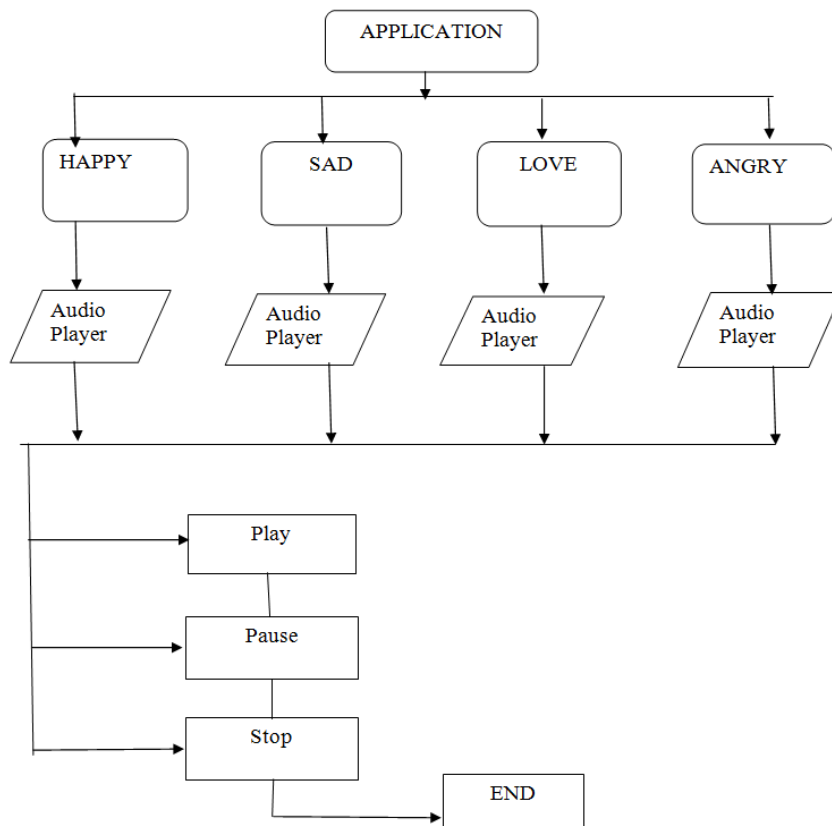 APPLICATION
HAPPY
SAD
LOVE
ANGRY
Audio
Player
Audio
Player
Audio
Player
Audio
Player
Play
Pause
Stop
END